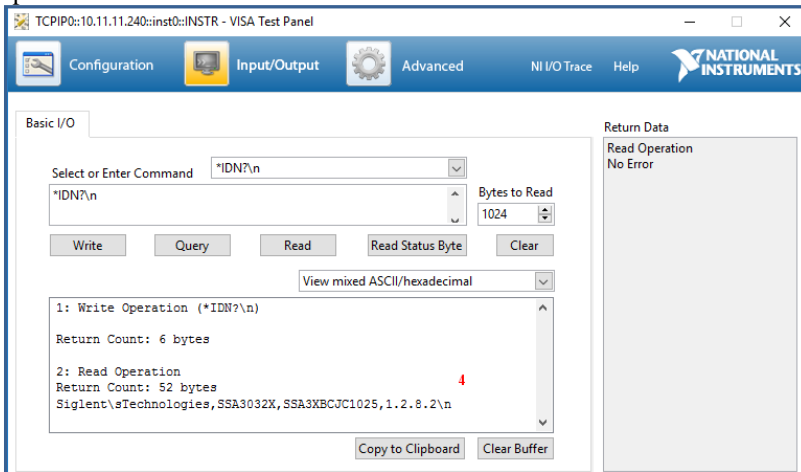 TCPIP0::10.11.11.240::inst0::INSTR - VISA Test Panel
Configuration
Input/Output
Advanced
NI I/O Trace
Help
NATIONAL
INSTRUMENTS
Basic I/O
Select or Enter Command
*IDN?\n
*IDN?\n
Bytes to Read
1024
Write
Query
Read
Read Status Byte
Clear
View mixed ASCII/hexadecimal
1: Write Operation (*IDN?\n)
Return Count: 6 bytes
2: Read Operation
Return Count: 52 bytes
Siglent\sTechnologies,SSA3032X,SSA3XBCJC1025,1.2.8.2\n
4
Copy to Clipboard
Clear Buffer
Return Data
Read Operation
No Error